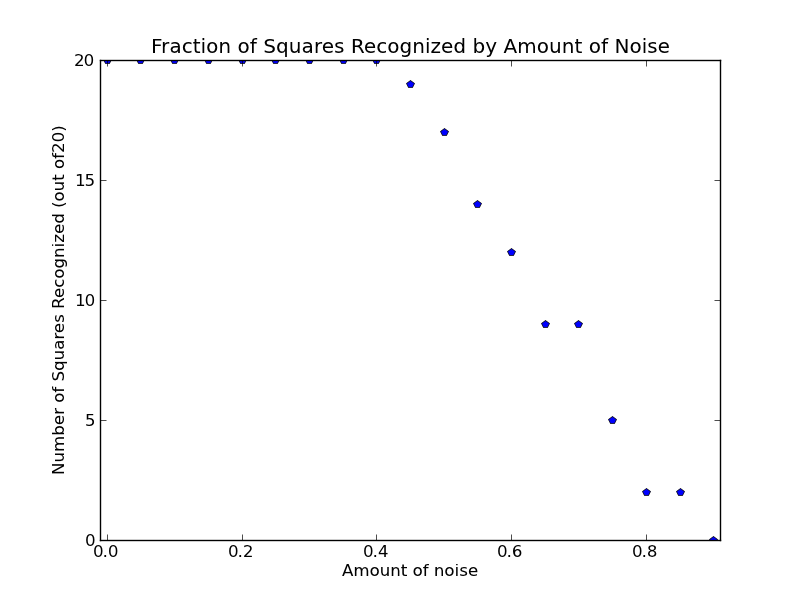 Fraction of Squares Recognized by Amount of Noise
20
15
10
5
0
Number of Squares Recognized (out of20)
0.0 0.2 0.4 0.6 0.8
Amount of noise